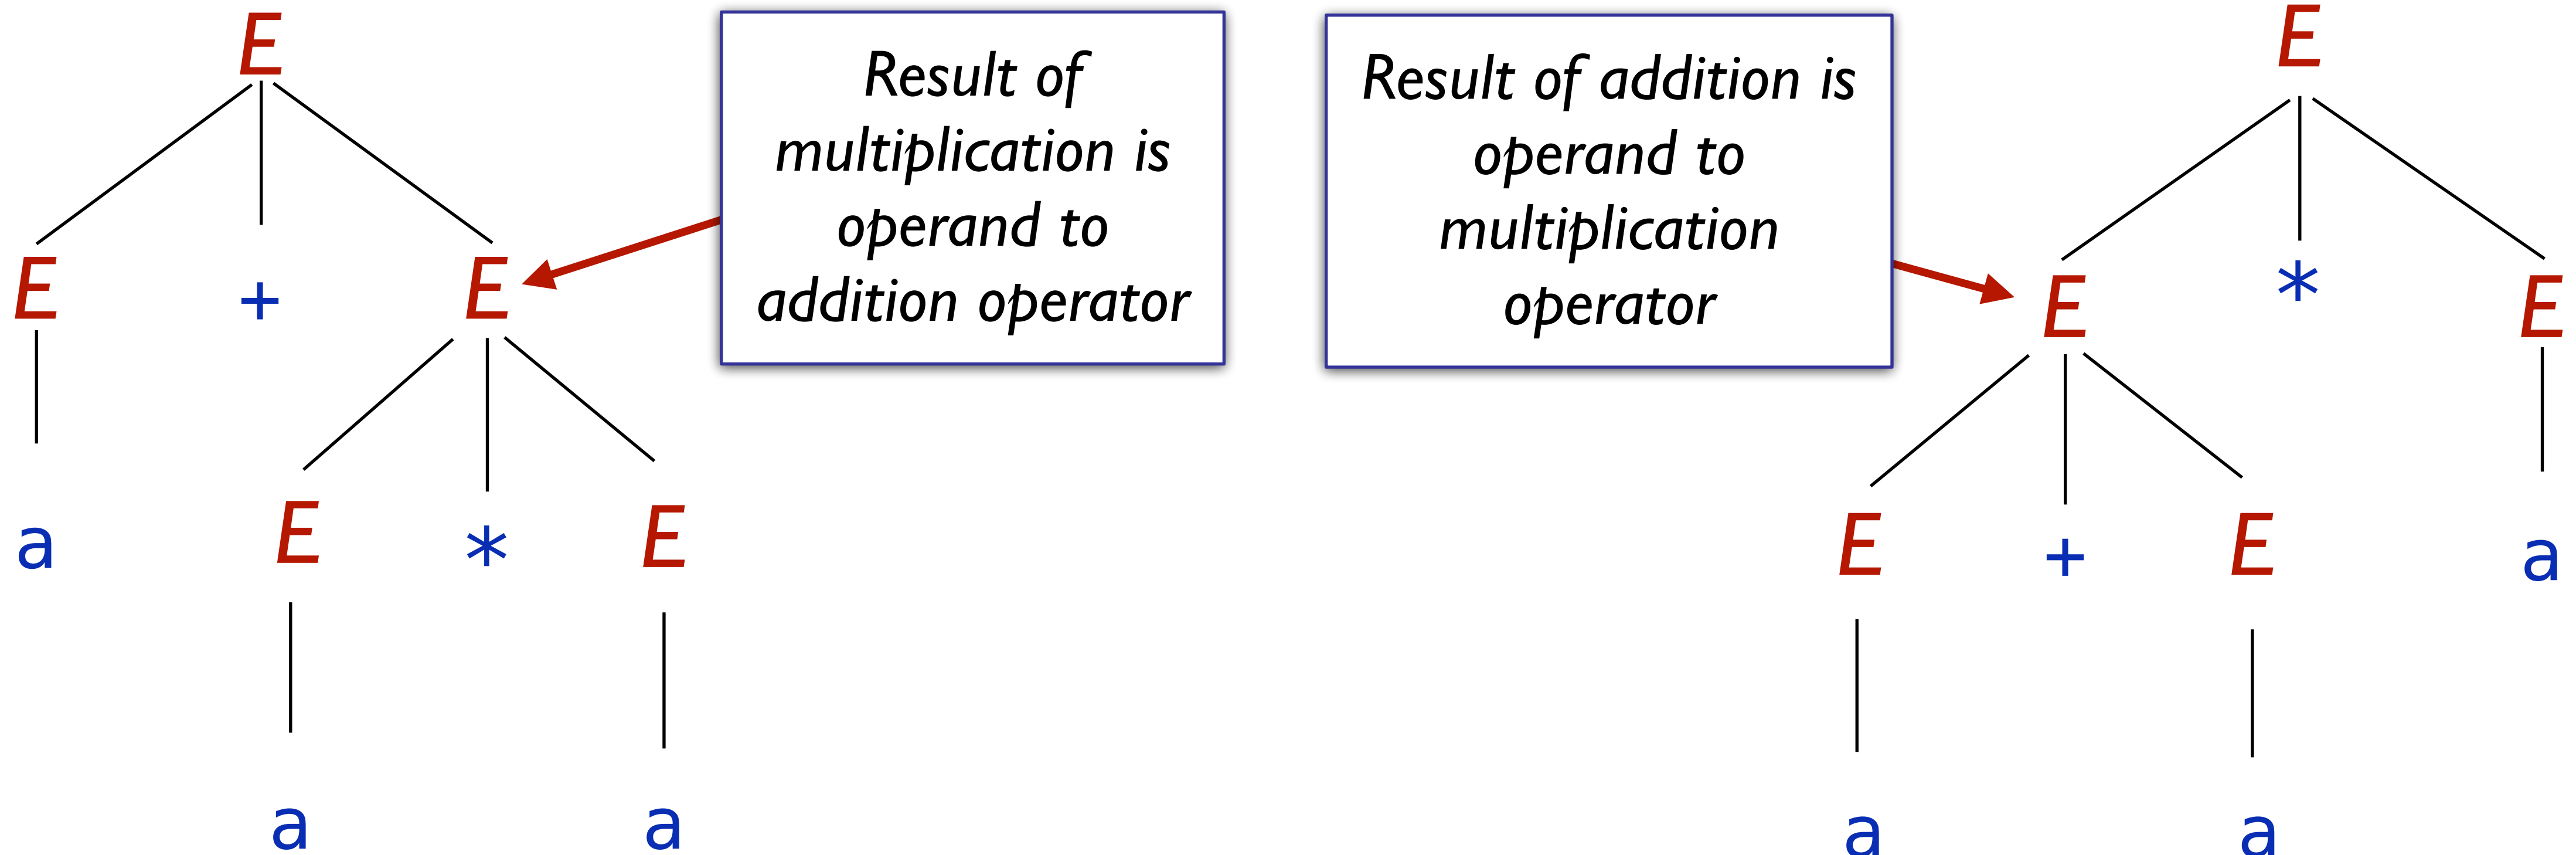 E
E + E
a E * E
a a
Result of
multiplication is
operand to
addition operator
Result of addition is
operand to
multiplication
operator
E
E * E
E + E a
a a